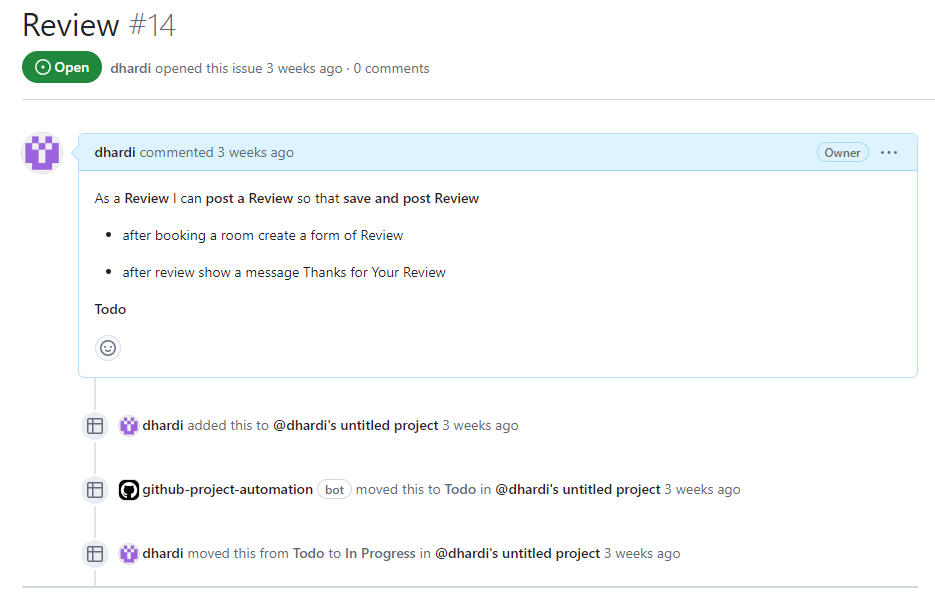 Review #14
Open dhardi opened this issue 3 weeks ago · 0 comments
dhardi commented 3 weeks ago Owner ···
As a Review I can post a Review so that save and post Review
• after booking a room create a form of Review
• after review show a message Thanks for Your Review
Todo
dhardi added this to @dhardi's untitled project 3 weeks ago
github-project-automation bot moved this to Todo in @dhardi's untitled project 3 weeks ago
dhardi moved this from Todo to In Progress in @dhardi's untitled project 3 weeks ago